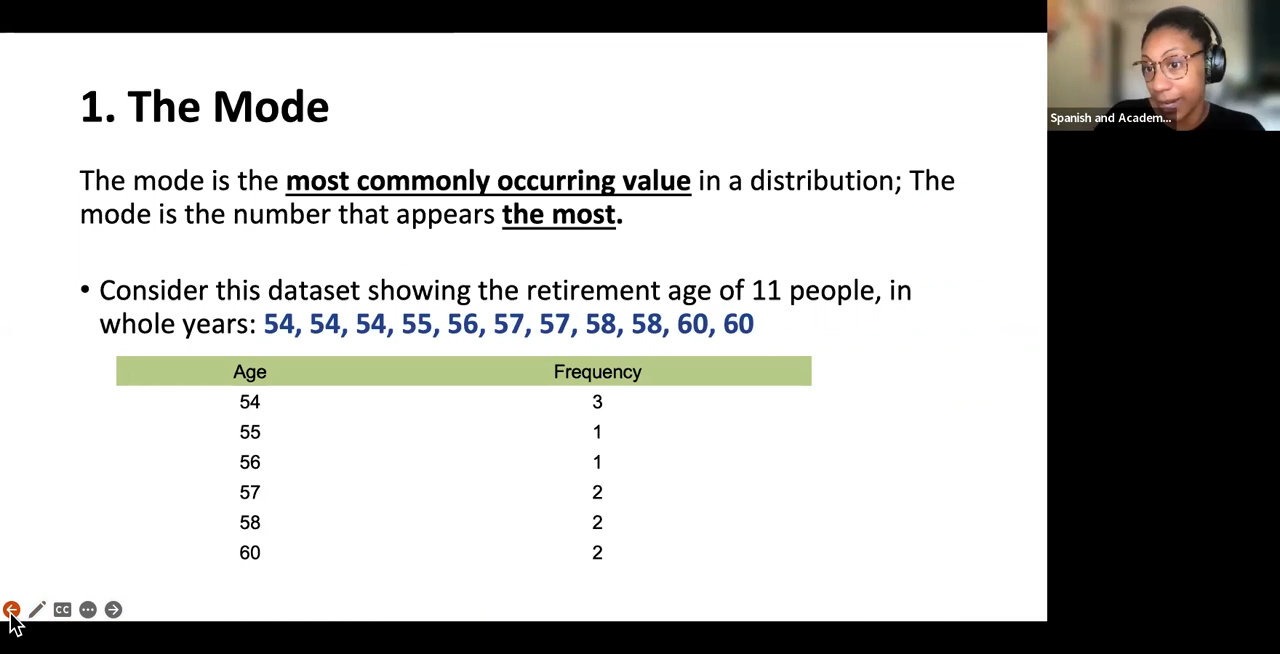 1. The Mode
The mode is the most commonly occurring value in a distribution; The
mode is the number that appears the most.
• Consider this dataset showing the retirement age of 11 people, in
whole years: 54, 54, 54, 55, 56, 57, 57, 58, 58, 60, 60
Age Frequency
54 3
55 1
56 1
57 2
58 2
60 2
CC
Spanish and Academ...